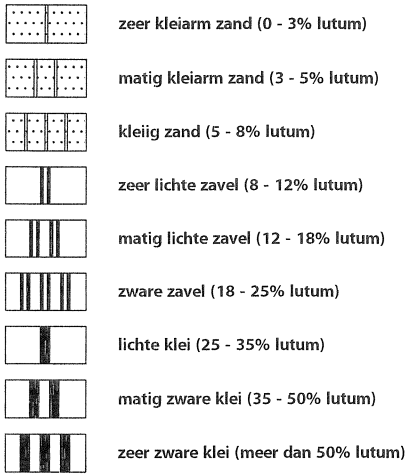 zeer kleiarm zand (0 - 3% lutum)
matig kleiarm zand (3 - 5% lutum)
kleiig zand (5 - 8% lutum)
zeer lichte zavel (8 - 12% lutum)
matig lichte zavel (12 - 18% lutum)
zware zavel (18 - 25% lutum)
lichte klei (25 - 35% lutum)
matig zware klei (35 - 50% lutum)
zeer zware klei (meer dan 50% lutum)